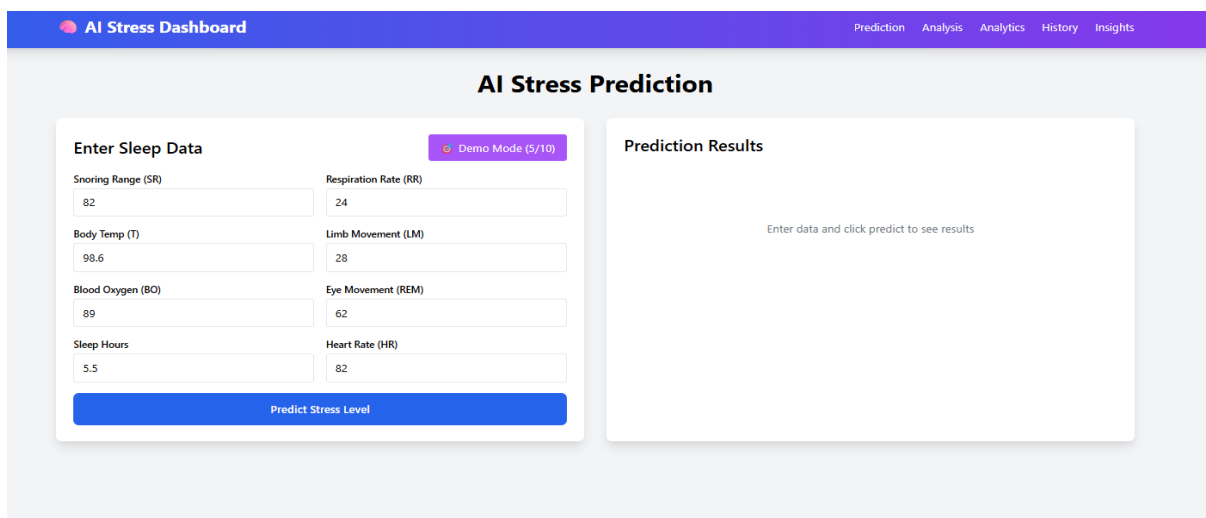 AI Stress Dashboard
Prediction Analysis Analytics History Insights
AI Stress Prediction
Enter Sleep Data
Demo Mode (5/10)
Snoring Range (SR)
82
Respiration Rate (RR)
24
Body Temp (T)
98.6
Limb Movement (LM)
28
Blood Oxygen (BO)
89
Eye Movement (REM)
62
Sleep Hours
5.5
Heart Rate (HR)
82
Predict Stress Level
Prediction Results
Enter data and click predict to see results